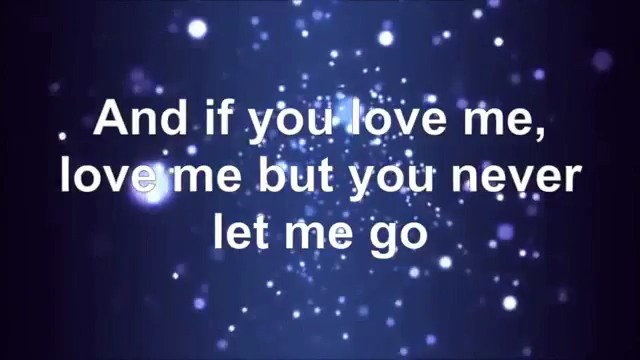 And if you love me,
love me but you never
let me go